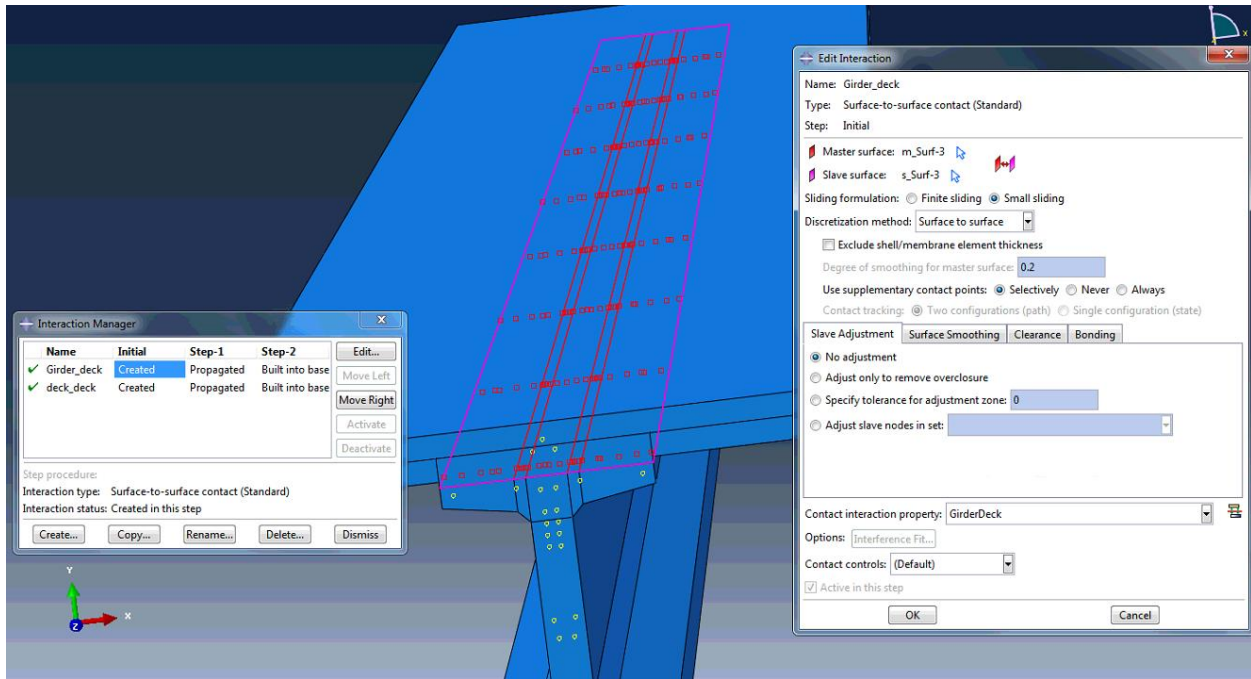 Interaction Manager
Name Initial Step-1 Step-2
Girder_deck Created Propagated Built into base
deck_deck Created Propagated Built into base
Edit...
Move Left
Move Right
Activate
Deactivate
Step procedure:
Interaction type: Surface-to-surface contact (Standard)
Interaction status: Created in this step
Create... Copy... Rename... Delete... Dismiss
Y
X
Z
X
Edit Interaction
Name: Girder_deck
Type: Surface-to-surface contact (Standard)
Step: Initial
Master surface: m_Surf-3
Slave surface: s_Surf-3
Sliding formulation: Finite sliding Small sliding
Discretization method: Surface to surface
Exclude shell/membrane element thickness
Degree of smoothing for master surface: 0.2
Use supplementary contact points: Selectively Never Always
Contact tracking: Two configurations (path) Single configuration (state)
Slave Adjustment Surface Smoothing Clearance Bonding
No adjustment
Adjust only to remove overclosure
Specify tolerance for adjustment zone: 0
Adjust slave nodes in set:
Contact interaction property: GirderDeck
Options: Interference Fit...
Contact controls: (Default)
Active in this step
OK Cancel